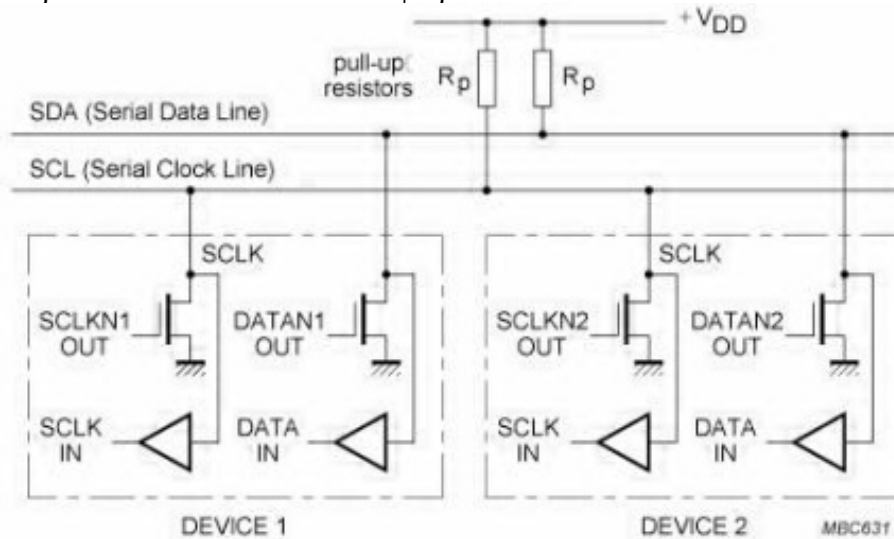 + VDD
pull-up
resistors
Rp
Rp
SDA (Serial Data Line)
SCL (Serial Clock Line)
SCLK
SCLK
SCLKN1
OUT
DATAN1
OUT
SCLKN2
OUT
DATAN2
OUT
SCLK
IN
DATA
IN
SCLK
IN
DATA
IN
DEVICE 1
DEVICE 2
MBC631